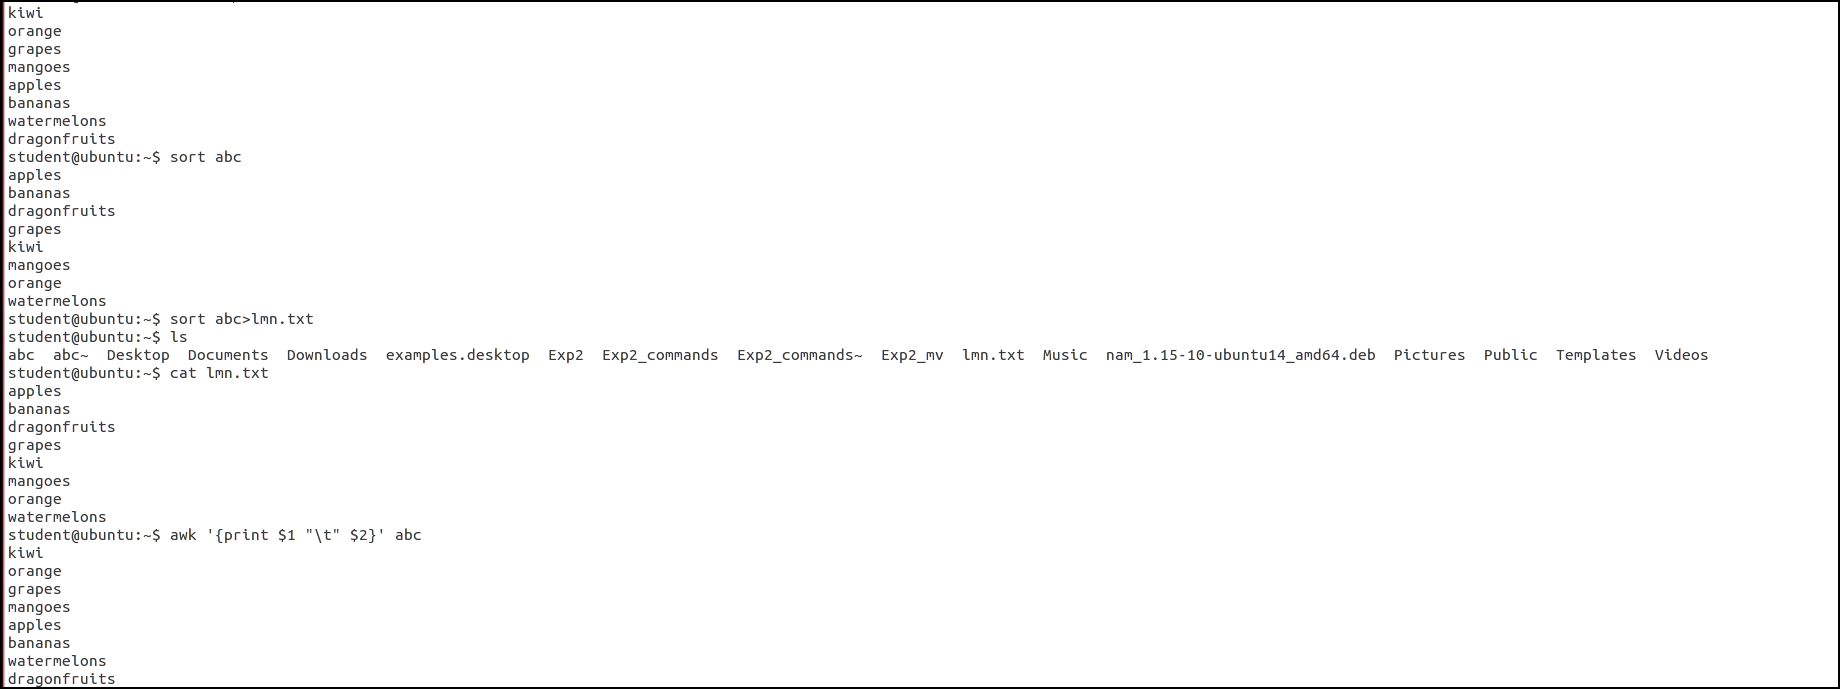 kiwi
orange
grapes
mangoes
apples
bananas
watermelons
dragonfruits
student@ubuntu:~$ sort abc
apples
bananas
dragonfruits
grapes
kiwi
mangoes
orange
watermelons
student@ubuntu:~$ sort abc>lmn.txt
student@ubuntu:~$ ls
abc  abc~  Desktop  Documents  Downloads  examples.desktop  Exp2  Exp2_commands  Exp2_commands~  Exp2_mv  lmn.txt  Music  nam_1.15-10-ubuntu14_amd64.deb  Pictures  Public  Templates  Videos
student@ubuntu:~$ cat lmn.txt
apples
bananas
dragonfruits
grapes
kiwi
mangoes
orange
watermelons
student@ubuntu:~$ awk '{print $1 "\t" $2}' abc
kiwi
orange
grapes
mangoes
apples
bananas
watermelons
dragonfruits